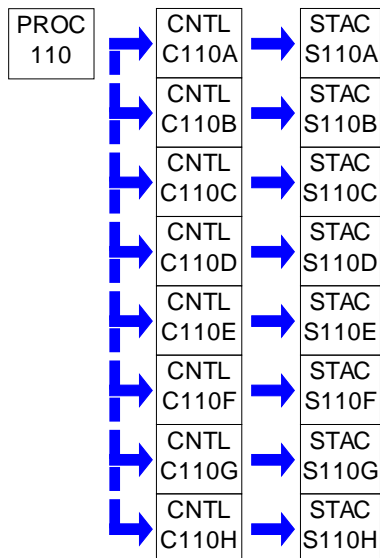 PROC
110
CNTL
C110A
STAC
S110A
CNTL
C110B
STAC
S110B
CNTL
C110C
STAC
S110C
CNTL
C110D
STAC
S110D
CNTL
C110E
STAC
S110E
CNTL
C110F
STAC
S110F
CNTL
C110G
STAC
S110G
CNTL
C110H
STAC
S110H